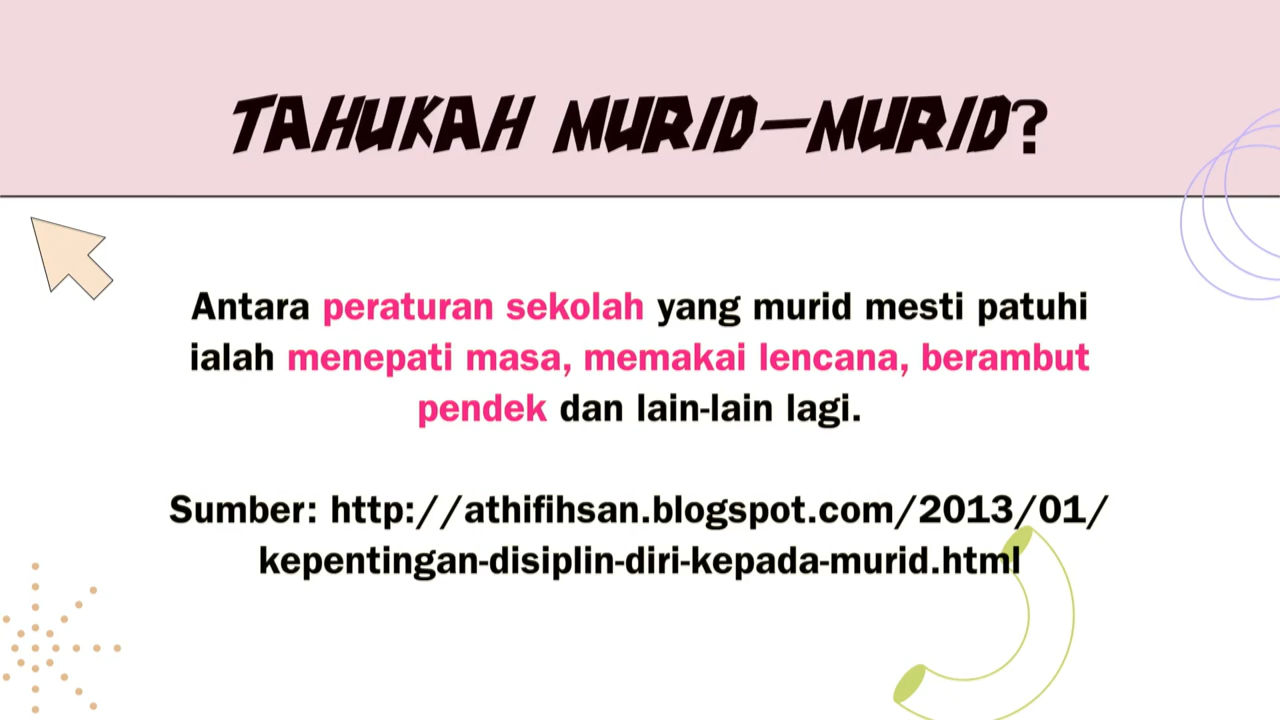 TAHUKAH MURID-MURID?
Antara peraturan sekolah yang murid mesti patuhi
ialah menepati masa, memakai lencana, berambut
pendek dan lain-lain lagi.
Sumber: http://athifihsan.blogspot.com/2013/01/
kepentingan-disiplin-diri-kepada-murid.html